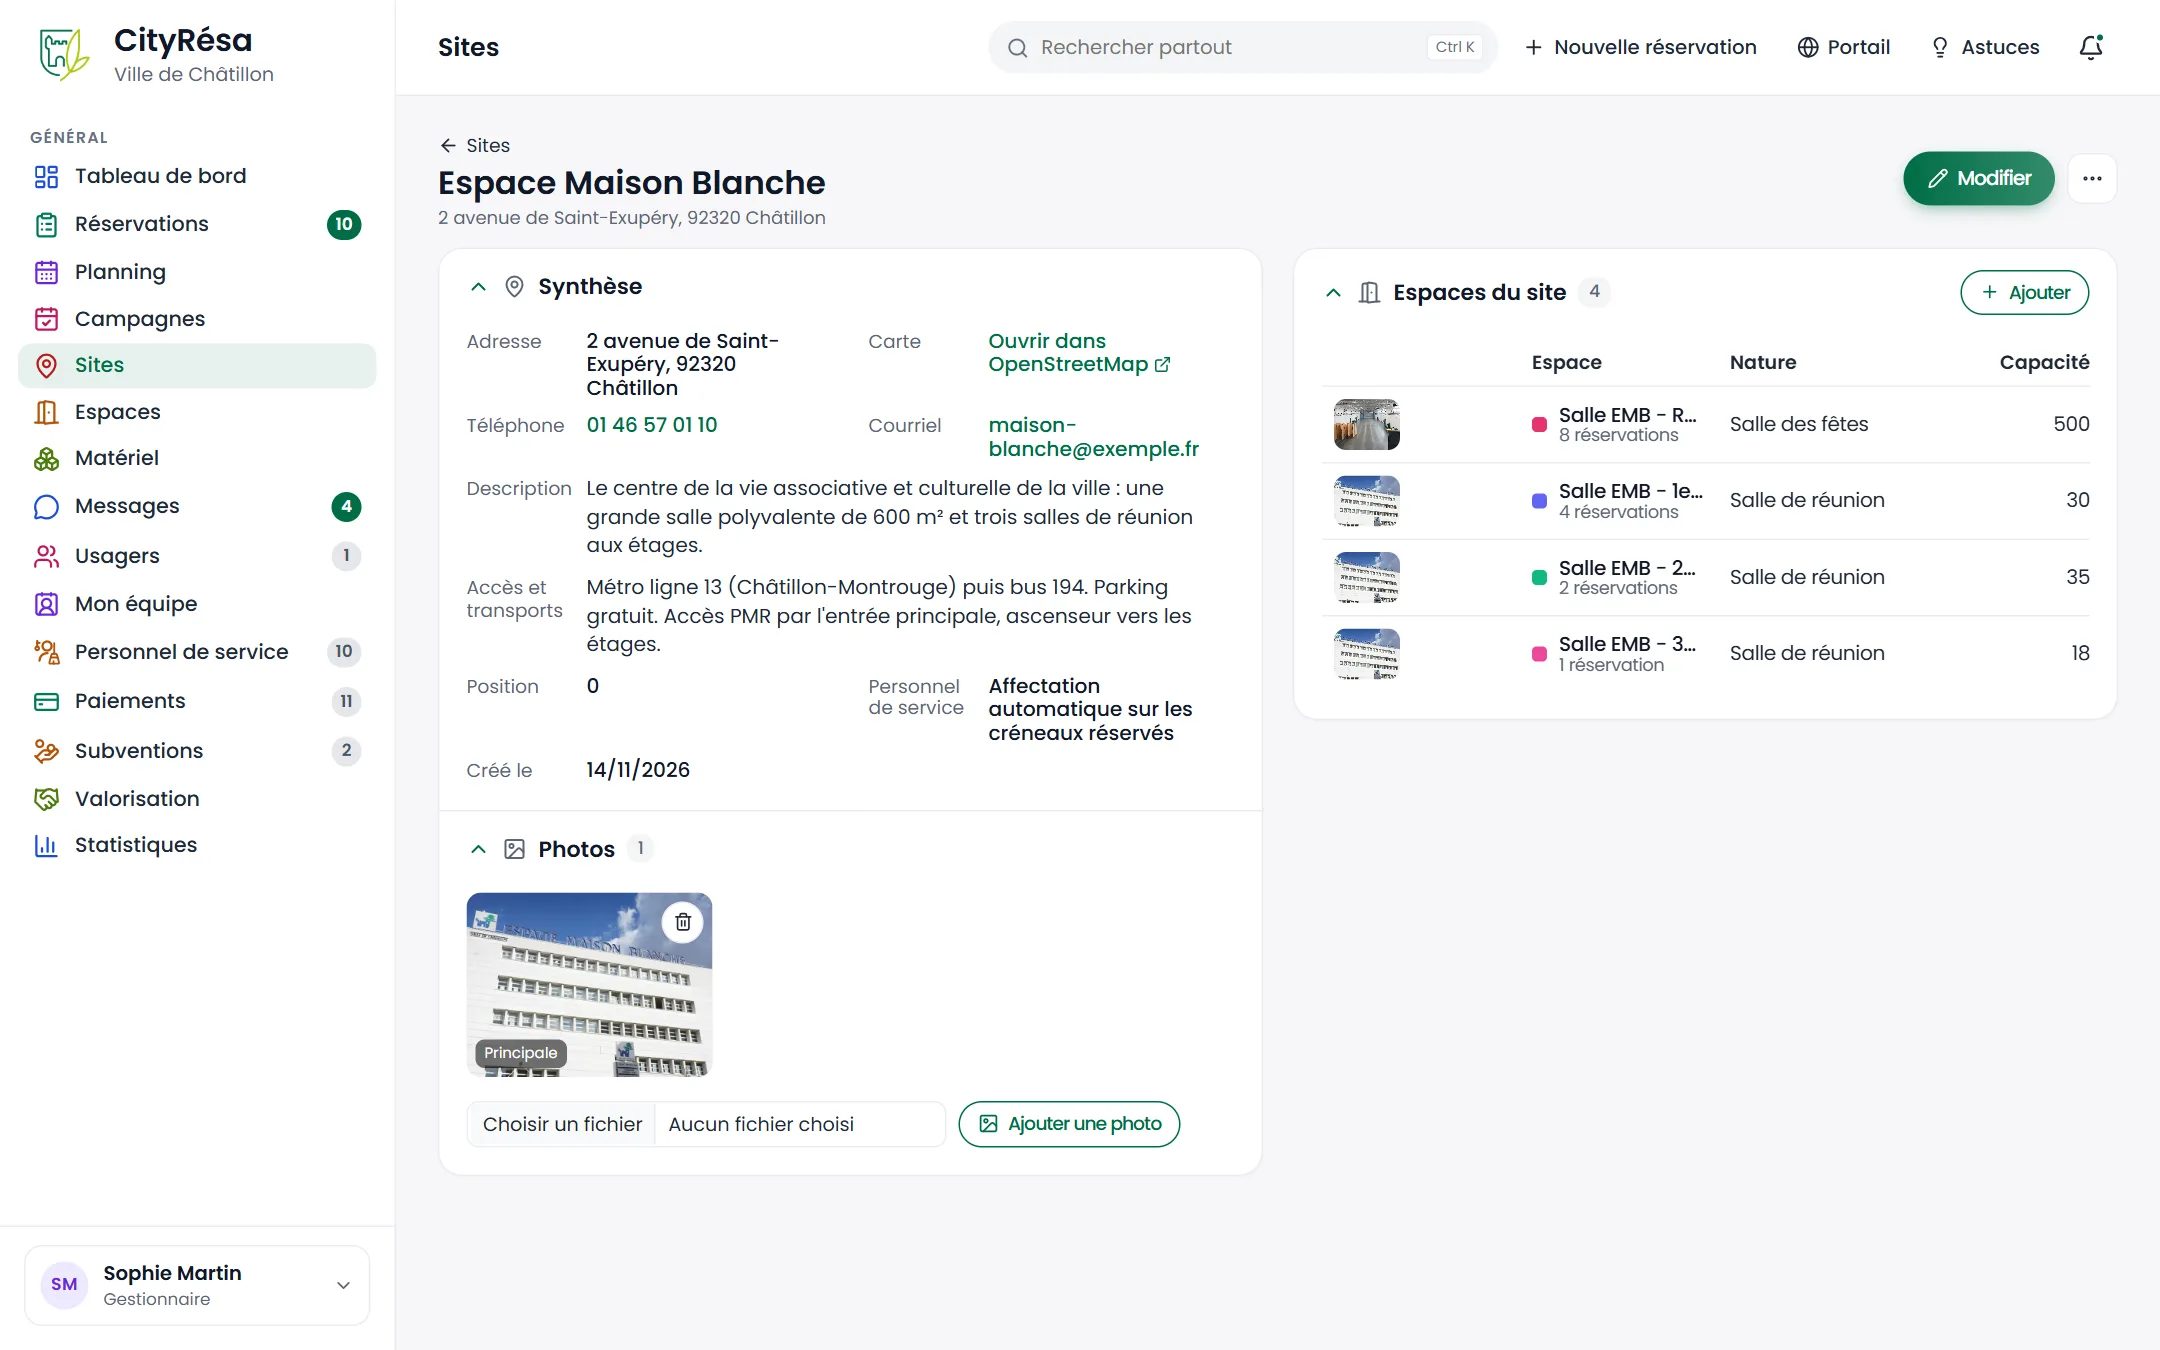 CityRésa
Ville de Châtillon
GÉNÉRAL
Tableau de bord
Réservations 10
Planning
Campagnes
Sites
Espaces
Matériel
Messages 4
Usagers 1
Mon équipe
Personnel de service 10
Paiements 11
Subventions 2
Valorisation
Statistiques
SM
Sophie Martin
Gestionnaire
Sites
Rechercher partout Ctrl K
Nouvelle réservation
Portail
Astuces
Sites
Espace Maison Blanche
2 avenue de Saint-Exupéry, 92320 Châtillon
Modifier
Synthèse
Adresse
2 avenue de Saint-
Exupéry, 92320
Châtillon
Carte
Ouvrir dans
OpenStreetMap
Téléphone
01 46 57 01 10
Courriel
maison-
blanche@exemple.fr
Description
Le centre de la vie associative et culturelle de la ville : une
grande salle polyvalente de 600 m² et trois salles de réunion
aux étages.
Accès et
transports
Métro ligne 13 (Châtillon-Montrouge) puis bus 194. Parking
gratuit. Accès PMR par l'entrée principale, ascenseur vers les
étages.
Position
0
Personnel
de service
Affectation
automatique sur les
créneaux réservés
Créé le
14/11/2026
Photos 1
ESPACE MAISON BLANCHE
Principale
Choisir un fichier Aucun fichier choisi
Ajouter une photo
Espaces du site 4
Ajouter
Espace Nature Capacité
Salle EMB - R... Salle des fêtes 500
8 réservations
Salle EMB - 1e... Salle de réunion 30
4 réservations
Salle EMB - 2... Salle de réunion 35
2 réservations
Salle EMB - 3... Salle de réunion 18
1 réservation